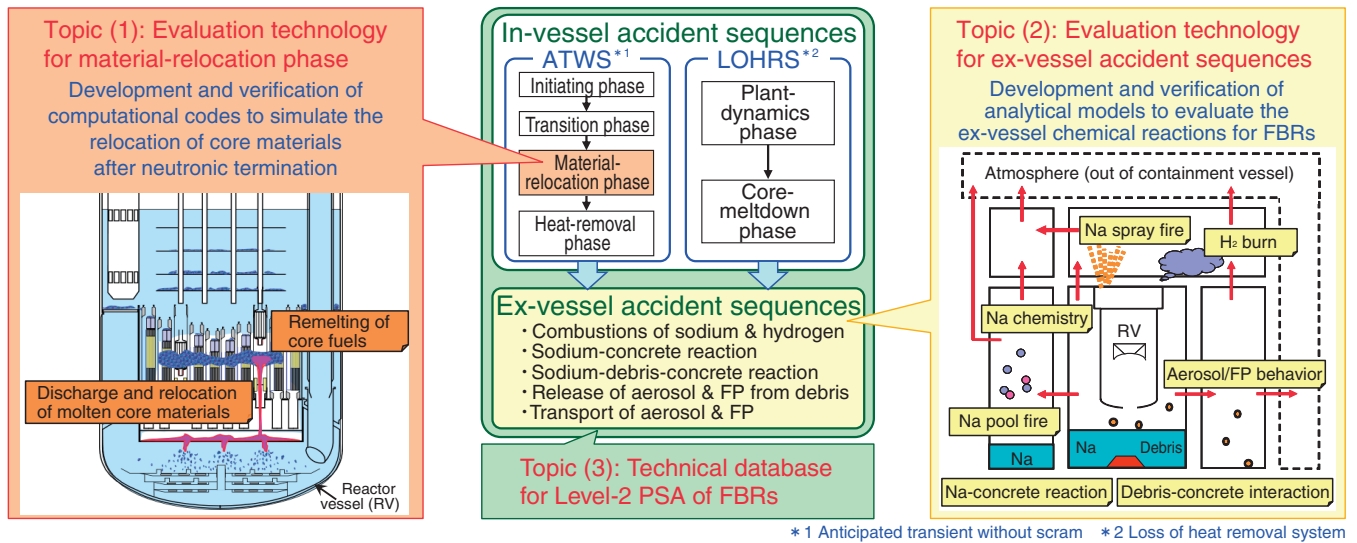 Topic (1): Evaluation technology
for material-relocation phase
Development and verification of
computational codes to simulate the
relocation of core materials
after neutronic termination
Remelting of
core fuels
Discharge and relocation
of molten core materials
Reactor
vessel (RV)
In-vessel accident sequences
ATWS*1
Initiating phase
Transition phase
Material-
relocation phase
Heat-removal
phase
LOHRS*2
Plant-
dynamics
phase
Core-
meltdown
phase
Ex-vessel accident sequences
・Combustions of sodium & hydrogen
・Sodium-concrete reaction
・Sodium-debris-concrete reaction
・Release of aerosol & FP from debris
・Transport of aerosol & FP
Topic (3): Technical database
for Level-2 PSA of FBRs
Topic (2): Evaluation technology
for ex-vessel accident sequences
Development and verification of
analytical models to evaluate the
ex-vessel chemical reactions for FBRs
Atmosphere (out of containment vessel)
Na spray fire
H2 burn
Na chemistry
RV
Aerosol/FP behavior
Na pool fire
Na
Na
Debris
Na-concrete reaction
Debris-concrete interaction
*1 Anticipated transient without scram
*2 Loss of heat removal system